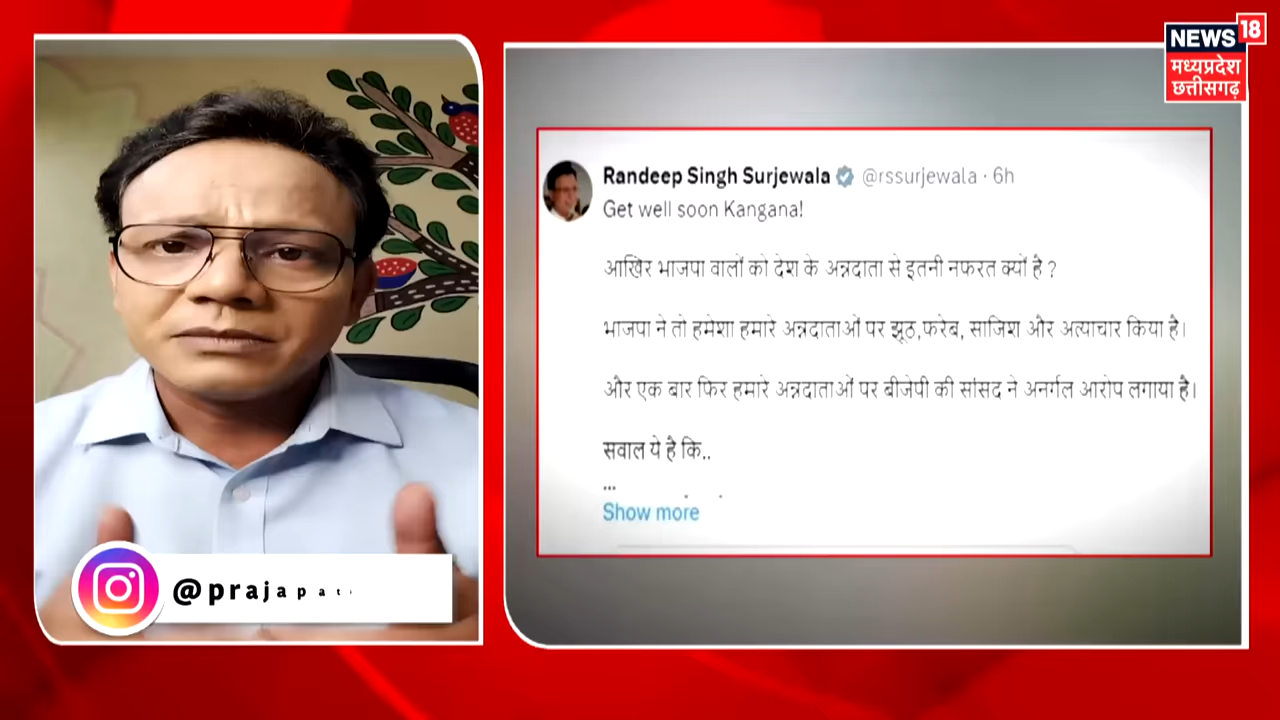 NEWS 18
मध्यप्रदेश
छत्तीसगढ़
Randeep Singh Surjewala @rssurjewala · 6h
Get well soon Kangana!
आखिर भाजपा वालों को देश के अन्नदाता से इतनी नफरत क्यों है ?
भाजपा ने तो हमेशा हमारे अन्नदाताओं पर झूठ,फरेब, साजिश और अत्याचार किया है।
और एक बार फिर हमारे अन्नदाताओं पर बीजेपी की सांसद ने अनर्गल आरोप लगाया है।
सवाल ये है कि..
...
Show more
@prajapat